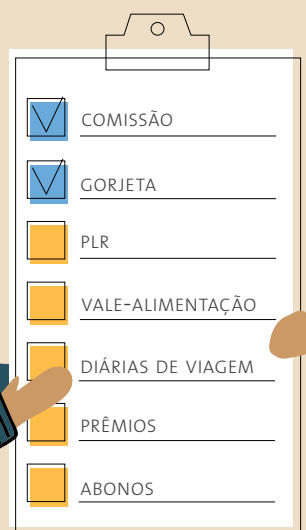 COMISSÃO
GORJETA
PLR
VALE-ALIMENTAÇÃO
DIÁRIAS DE VIAGEM
PRÊMIOS
ABONOS